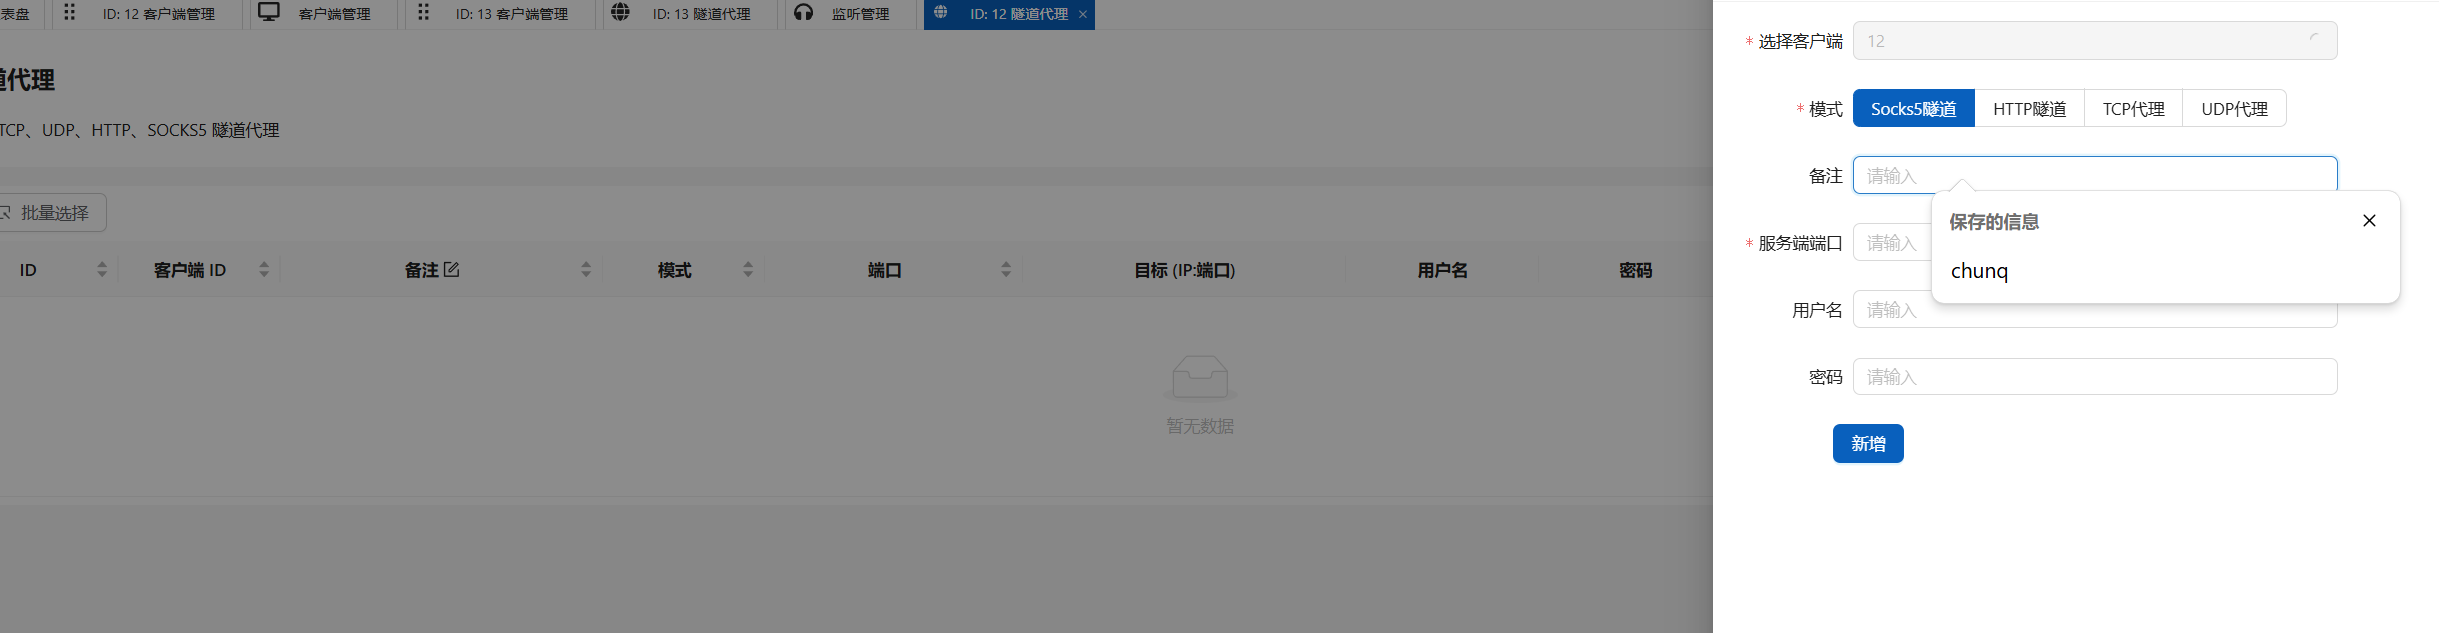 表盘
ID: 12 客户端管理
客户端管理
ID: 13 客户端管理
ID: 13 隧道代理
监听管理
ID: 12 隧道代理
道代理
TCP、UDP、HTTP、SOCKS5 隧道代理
批量选择
ID
客户端 ID
备注
模式
端口
目标 (IP:端口)
用户名
密码
暂无数据
* 选择客户端
12
* 模式
Socks5隧道
HTTP隧道
TCP代理
UDP代理
备注
请输入
保存的信息
chunq
* 服务端端口
请输入
用户名
请输入
密码
请输入
新增